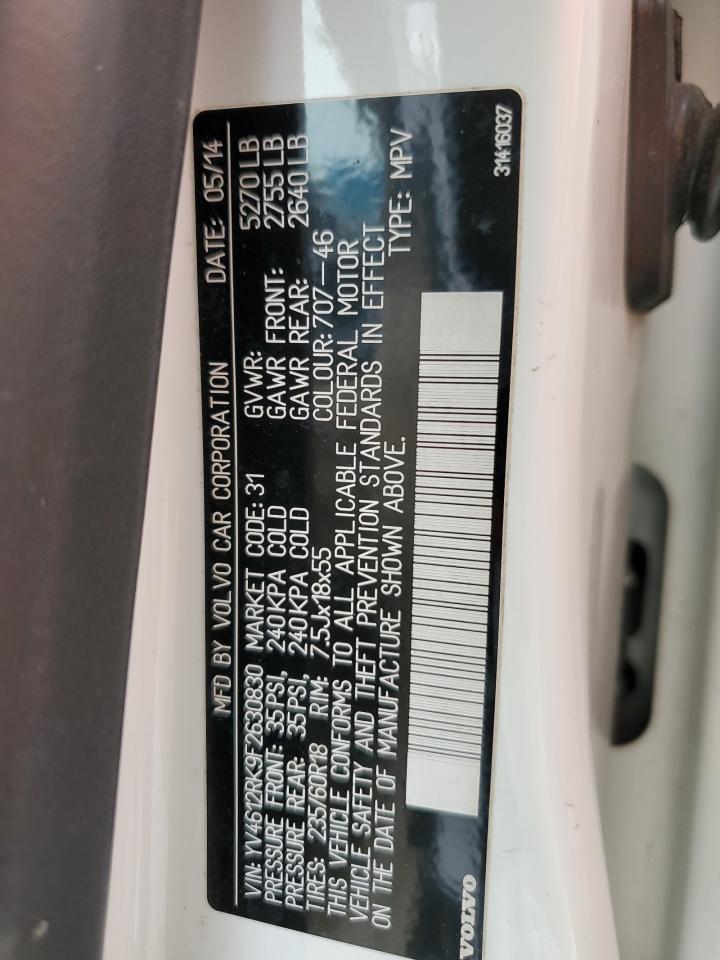 MFD BY VOLVO CAR CORPORATION DATE: 05/14
VIN: YV4612RK9F2630830 MARKET CODE: 31 GVWR: 5270 LB
PRESSURE FRONT: 35PSI, 240KPA COLD GAWR FRONT: 2755 LB
PRESSURE REAR: 35PSI, 240KPA COLD GAWR REAR: 2640 LB
TIRES: 235/60R18 RIM: 7.5Jx18x55 COLOUR: 707-46
THIS VEHICLE CONFORMS TO ALL APPLICABLE FEDERAL MOTOR
VEHICLE SAFETY AND THEFT PREVENTION STANDARDS IN EFFECT
ON THE DATE OF MANUFACTURE SHOWN ABOVE. TYPE: MPV
VOLVO 31416037